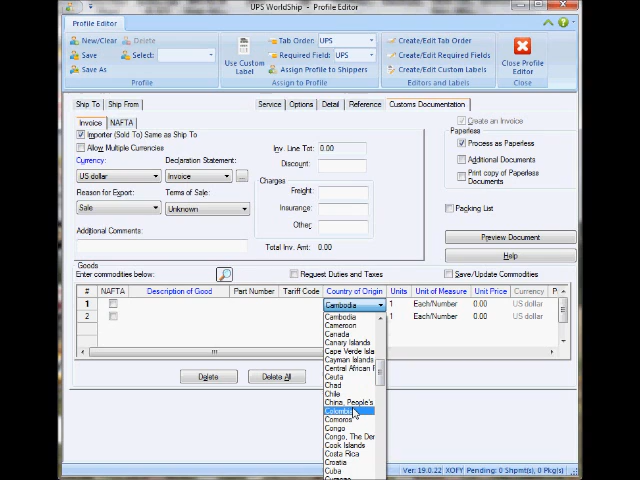 UPS WorldShip - Profile Editor
Profile Editor
New/Clear Delete
Save Select:
Save As
Profile
Use Custom Label
Tab Order: UPS
Required Field: UPS
Assign Profile to Shippers
Assign to Profile
Create/Edit Tab Order
Create/Edit Required Fields
Create/Edit Custom Labels
Editors and Labels
Close Profile Editor
Close
Ship To Ship From Service Options Detail Reference Customs Documentation
Invoice NAFTA
Importer (Sold To) Same as Ship To
Allow Multiple Currencies
Currency: Declaration Statement:
US dollar Invoice ...
Reason for Export: Terms of Sale:
Sale Unknown
Additional Comments:
Inv. Line Tot: 0.00
Discount:
Charges
Freight:
Insurance:
Other:
Total Inv. Amt: 0.00
Create an Invoice
Paperless
Process as Paperless
Additional Documents
Print copy of Paperless Documents
Packing List
Preview Document
Help
Goods
Enter commodities below: Request Duties and Taxes Save/Update Commodities
# NAFTA Description of Good Part Number Tariff Code Country of Origin Units Unit of Measure Unit Price Currency P
1 Cambodia 1 Each/Number 0.00 US dollar
2 1 Each/Number 0.00 US dollar
Cambodia
Cameroon
Canada
Canary Islands
Cape Verde Isla
Cayman Islands
Central African F
Ceuta
Chad
Chile
China, People's
Colombia
Comoros
Congo
Congo, The Der
Cook Islands
Costa Rica
Croatia
Cuba
Delete Delete All
Ver: 19.0.22 XOFY Pending: 0 Shpmt(s), 0 Pkg(s)